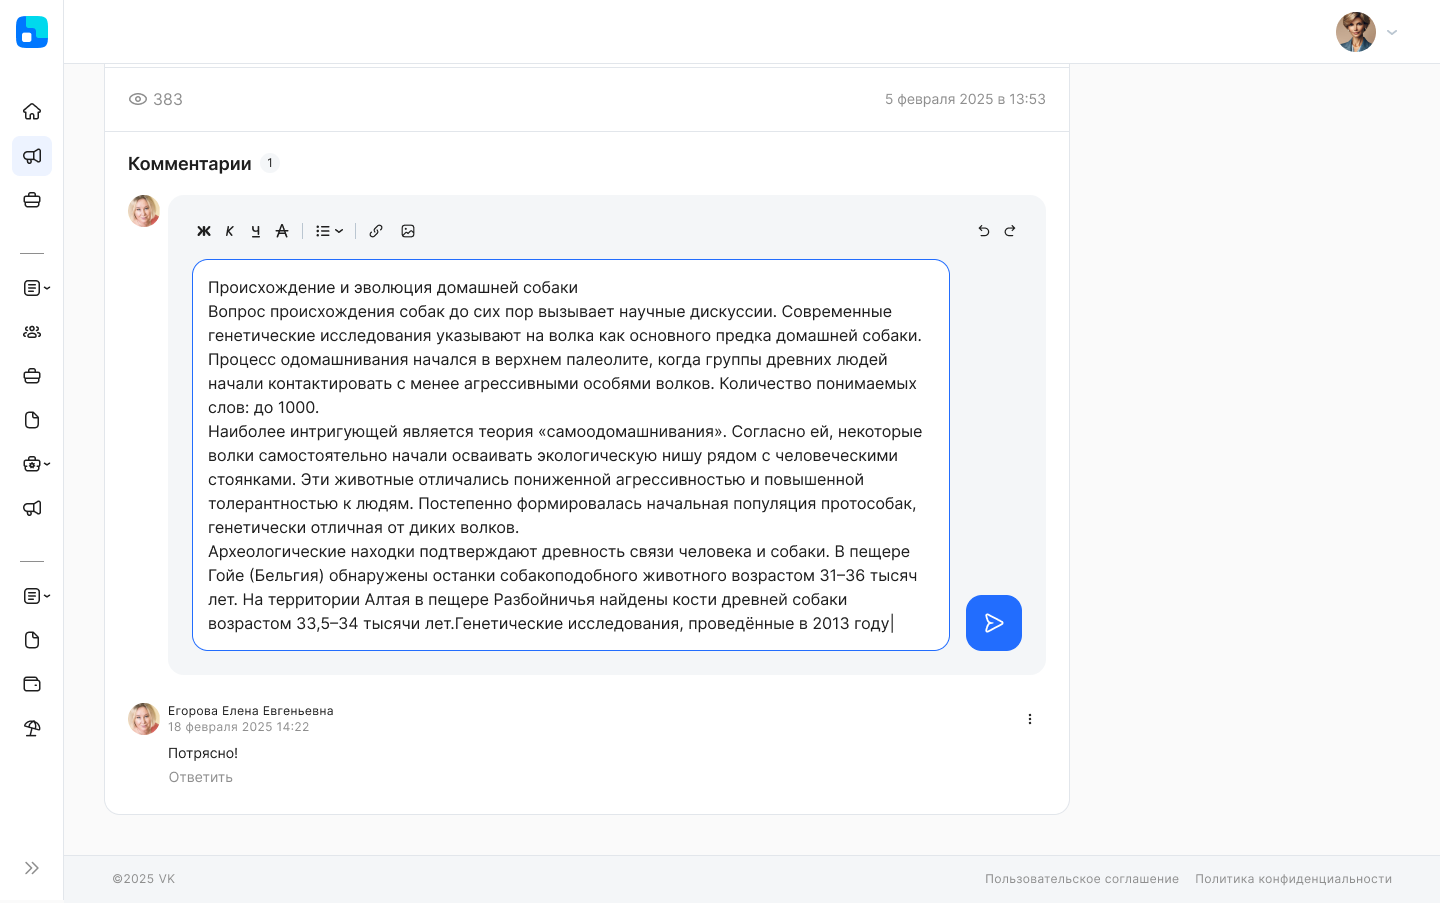 383
5 февраля 2025 в 13:53
Комментарии 1
Ж К Ч А
Происхождение и эволюция домашней собаки
Вопрос происхождения собак до сих пор вызывает научные дискуссии. Современные
генетические исследования указывают на волка как основного предка домашней собаки.
Процесс одомашнивания начался в верхнем палеолите, когда группы древних людей
начали контактировать с менее агрессивными особями волков. Количество понимаемых
слов: до 1000.
Наиболее интригующей является теория «самоодомашнивания». Согласно ей, некоторые
волки самостоятельно начали осваивать экологическую нишу рядом с человеческими
стоянками. Эти животные отличались пониженной агрессивностью и повышенной
толерантностью к людям. Постепенно формировалась начальная популяция протособак,
генетически отличная от диких волков.
Археологические находки подтверждают древность связи человека и собаки. В пещере
Гойе (Бельгия) обнаружены останки собакоподобного животного возрастом 31–36 тысяч
лет. На территории Алтая в пещере Разбойничья найдены кости древней собаки
возрастом 33,5–34 тысячи лет.Генетические исследования, проведённые в 2013 году
Егорова Елена Евгеньевна
18 февраля 2025 14:22
Потрясно!
Ответить
©2025 VK
Пользовательское соглашение
Политика конфиденциальности